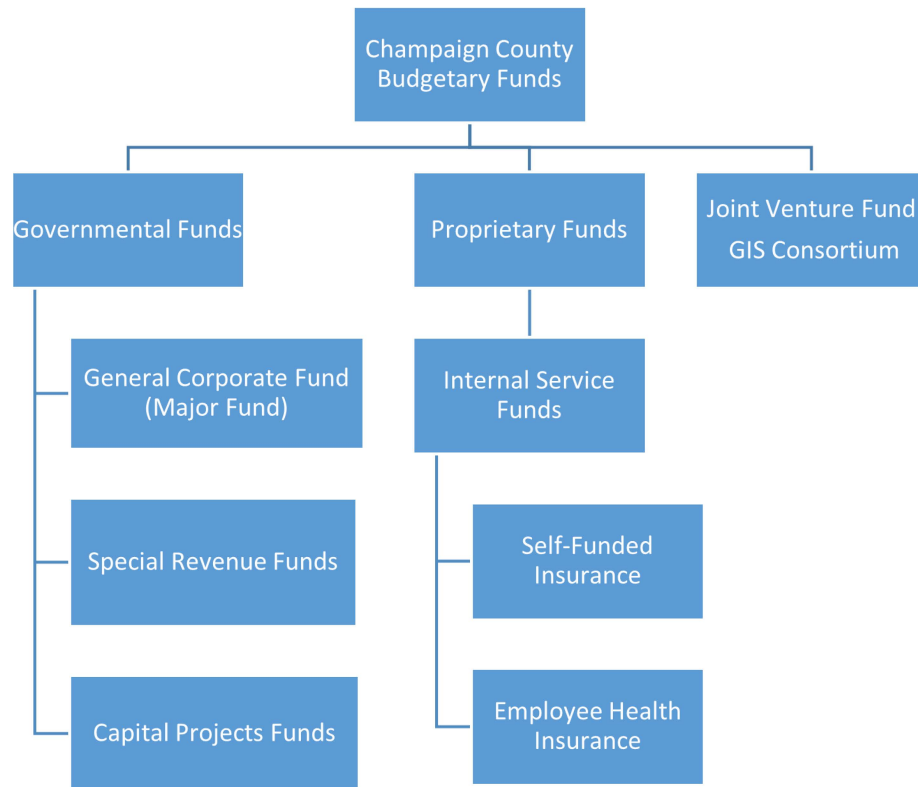 Champaign County
Budgetary Funds
Governmental Funds
Proprietary Funds
Joint Venture Fund
GIS Consortium
General Corporate Fund
(Major Fund)
Internal Service
Funds
Special Revenue Funds
Self-Funded
Insurance
Capital Projects Funds
Employee Health
Insurance